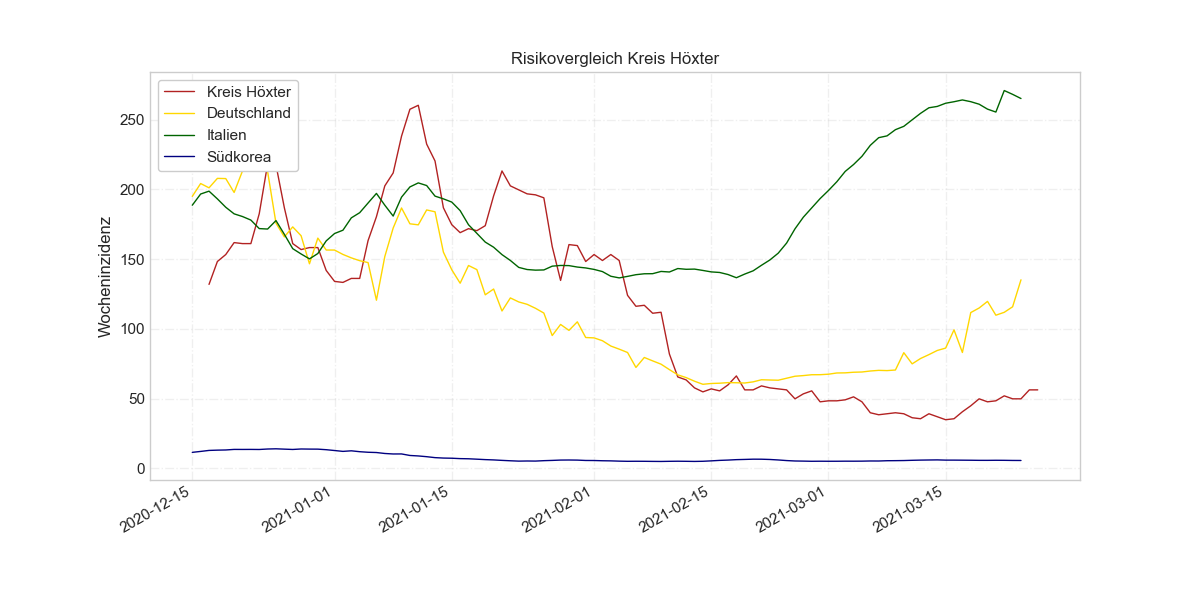 Risikovergleich Kreis Höxter
Kreis Höxter
Deutschland
Italien
Südkorea
Wocheninzidenz
250
200
150
100
50
0
2020-12-15
2021-01-01
2021-01-15
2021-02-01
2021-02-15
2021-03-01
2021-03-15